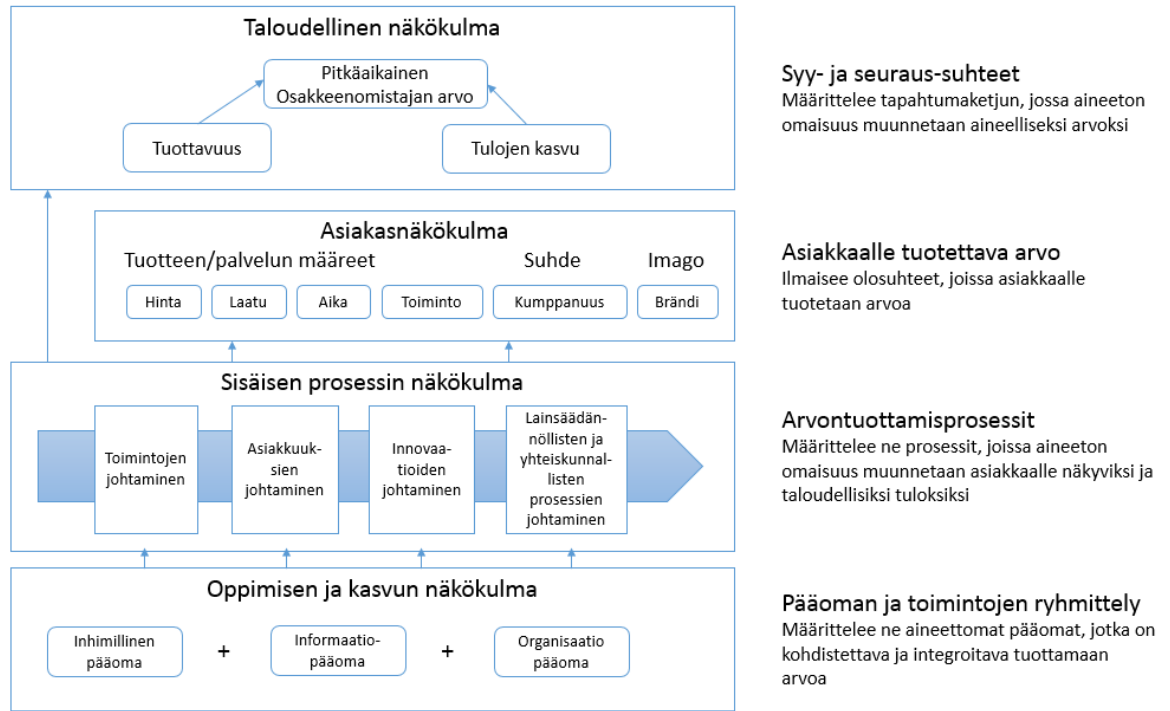 Taloudellinen näkökulma
Pitkäaikainen
Osakkeenomistajan arvo
Tuottavuus
Tulojen kasvu
Syy- ja seuraus-suhteet
Määrittelee tapahtumaketjun, jossa aineeton
omaisuus muunnetaan aineelliseksi arvoksi
Asiakasnäkökulma
Tuotteen/palvelun määreet
Suhde
Imago
Hinta
Laatu
Aika
Toiminto
Kumppanuus
Brändi
Asiakkaalle tuotettava arvo
Ilmaisee olosuhteet, joissa asiakkaalle
tuotetaan arvoa
Sisäisen prosessin näkökulma
Toimintojen
johtaminen
Asiakkuuk-
sien
johtaminen
Innovaa-
tioiden
johtaminen
Lainsäädän-
nöllisten ja
yhteiskunnal-
listen
prosessien
johtaminen
Arvontuottamisprosessit
Määrittelee ne prosessit, joissa aineeton
omaisuus muunnetaan asiakkaalle näkyviksi ja
taloudellisiksi tuloksiksi
Oppimisen ja kasvun näkökulma
Inhimillinen
pääoma
+
Informaatio-
pääoma
+
Organisaatio
pääoma
Pääoman ja toimintojen ryhmittely
Määrittelee ne aineettomat pääomat, jotka on
kohdistettava ja integroitava tuottamaan
arvoa